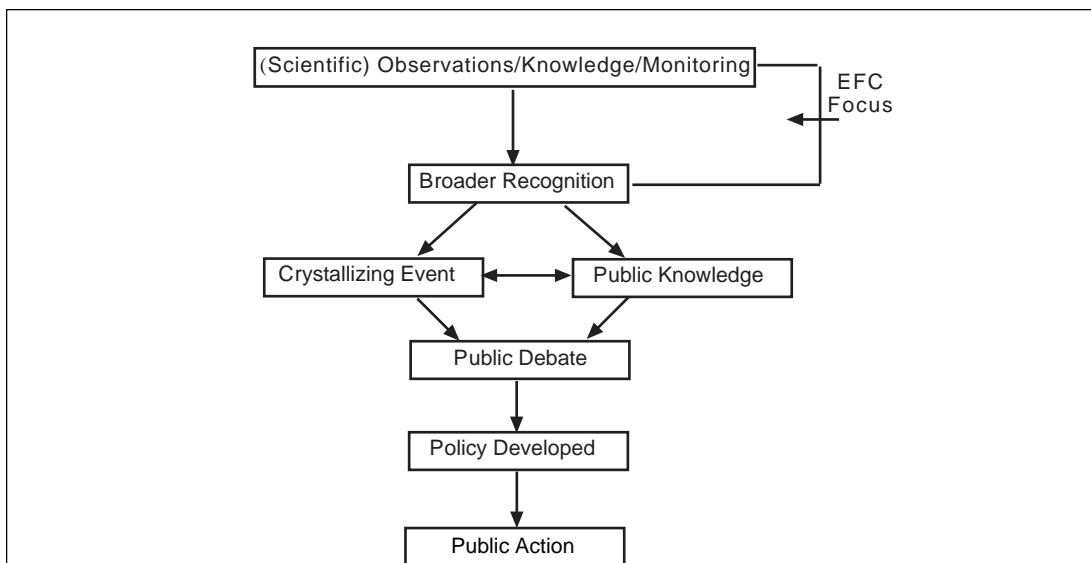 (Scientific) Observations/Knowledge/Monitoring
EFC
Focus
Broader Recognition
Crystallizing Event
Public Knowledge
Public Debate
Policy Developed
Public Action